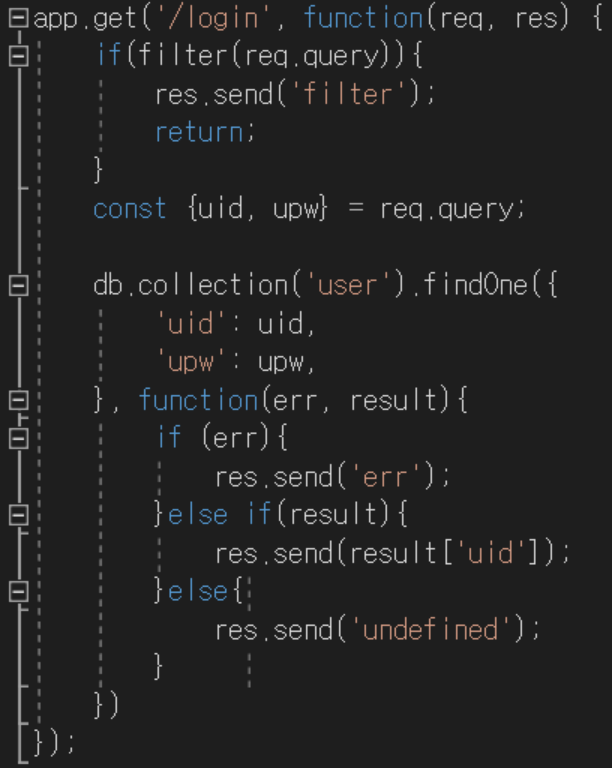 app.get('/login', function(req, res) {
    if(filter(req.query)){
        res.send('filter');
        return;
    }
    const {uid, upw} = req.query;

    db.collection('user').findOne({
        'uid': uid,
        'upw': upw,
    }, function(err, result){
        if (err){
            res.send('err');
        }else if(result){
            res.send(result['uid']);
        }else{
            res.send('undefined');
        }
    })
});